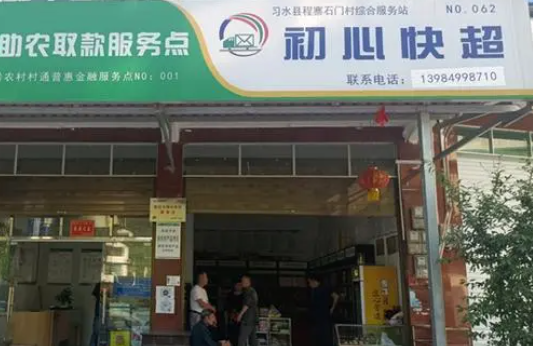 习水县程寨石门村综合服务站 NO.062
助农取款服务点
初心快超
农村村通普惠金融服务点NO：001
联系电话：13984998710